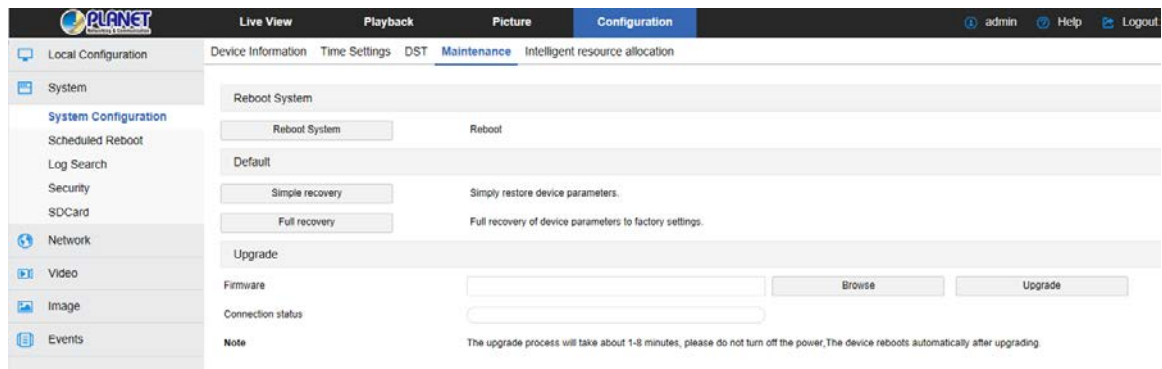 PLANET
Networking & Communication
Live View Playback Picture Configuration admin Help Logout
Local Configuration
System
System Configuration
Scheduled Reboot
Log Search
Security
SDCard
Network
Video
Image
Events
Device Information Time Settings DST Maintenance Intelligent resource allocation
Reboot System
Reboot System Reboot
Default
Simple recovery Simply restore device parameters.
Full recovery Full recovery of device parameters to factory settings.
Upgrade
Firmware Browse Upgrade
Connection status
Note The upgrade process will take about 1-8 minutes, please do not turn off the power,The device reboots automatically after upgrading.